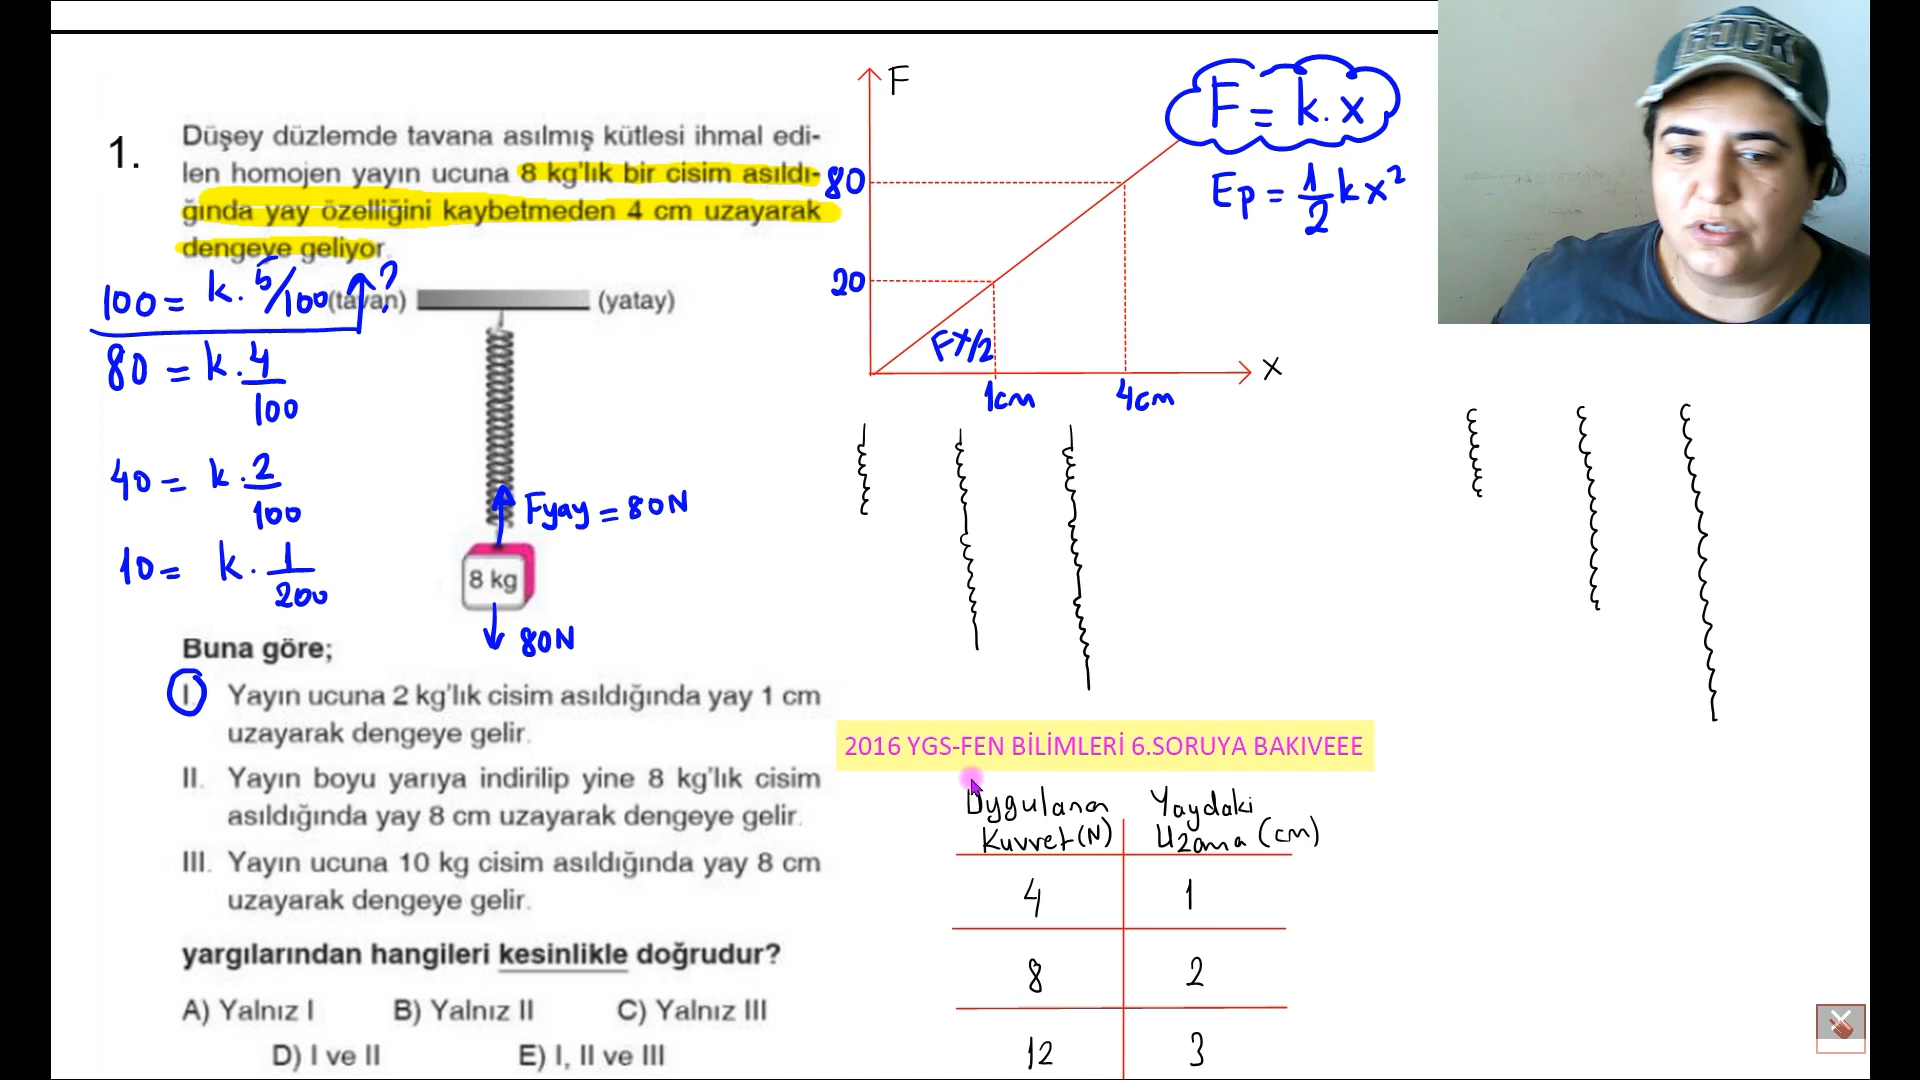 ROCK
F
F = k.x
Ep = 1/2 kx²
80
20
Fx/2
1cm
4cm
x
1.
Düşey düzlemde tavana asılmış kütlesi ihmal edi-
len homojen yayın ucuna 8 kg'lık bir cisim asıldı-
ğında yay özelliğini kaybetmeden 4 cm uzayarak
dengeye geliyor.
100 = k. 5/100 ?
(tavan) (yatay)
80 = k. 4/100
40 = k. 2/100
10 = k. 1/200
Fyay = 80N
8 kg
80N
Buna göre;
I. Yayın ucuna 2 kg'lık cisim asıldığında yay 1 cm
uzayarak dengeye gelir.
II. Yayın boyu yarıya indirilip yine 8 kg'lık cisim
asıldığında yay 8 cm uzayarak dengeye gelir.
III. Yayın ucuna 10 kg cisim asıldığında yay 8 cm
uzayarak dengeye gelir.
yargılarından hangileri kesinlikle doğrudur?
A) Yalnız I B) Yalnız II C) Yalnız III
D) I ve II E) I, II ve III
2016 YGS-FEN BİLİMLERİ 6.SORUYA BAKIVEEE
Uygulanan Yaydaki
Kuvvet(N) Uzama (cm)
4 1
8 2
12 3